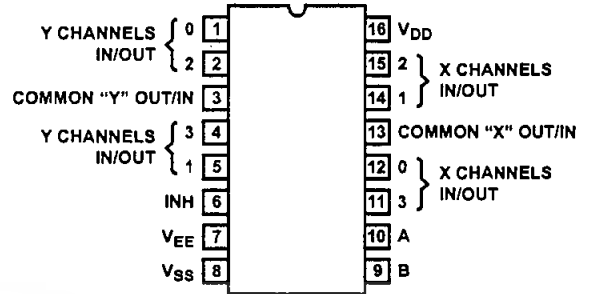 Y CHANNELS IN/OUT { 0 1
2 2
COMMON “Y” OUT/IN 3
Y CHANNELS IN/OUT { 3 4
1 5
INH 6
VEE 7
VSS 8
16 VDD
15 2 } X CHANNELS IN/OUT
14 1
13 COMMON “X” OUT/IN
12 0 } X CHANNELS IN/OUT
11 3
10 A
9 B